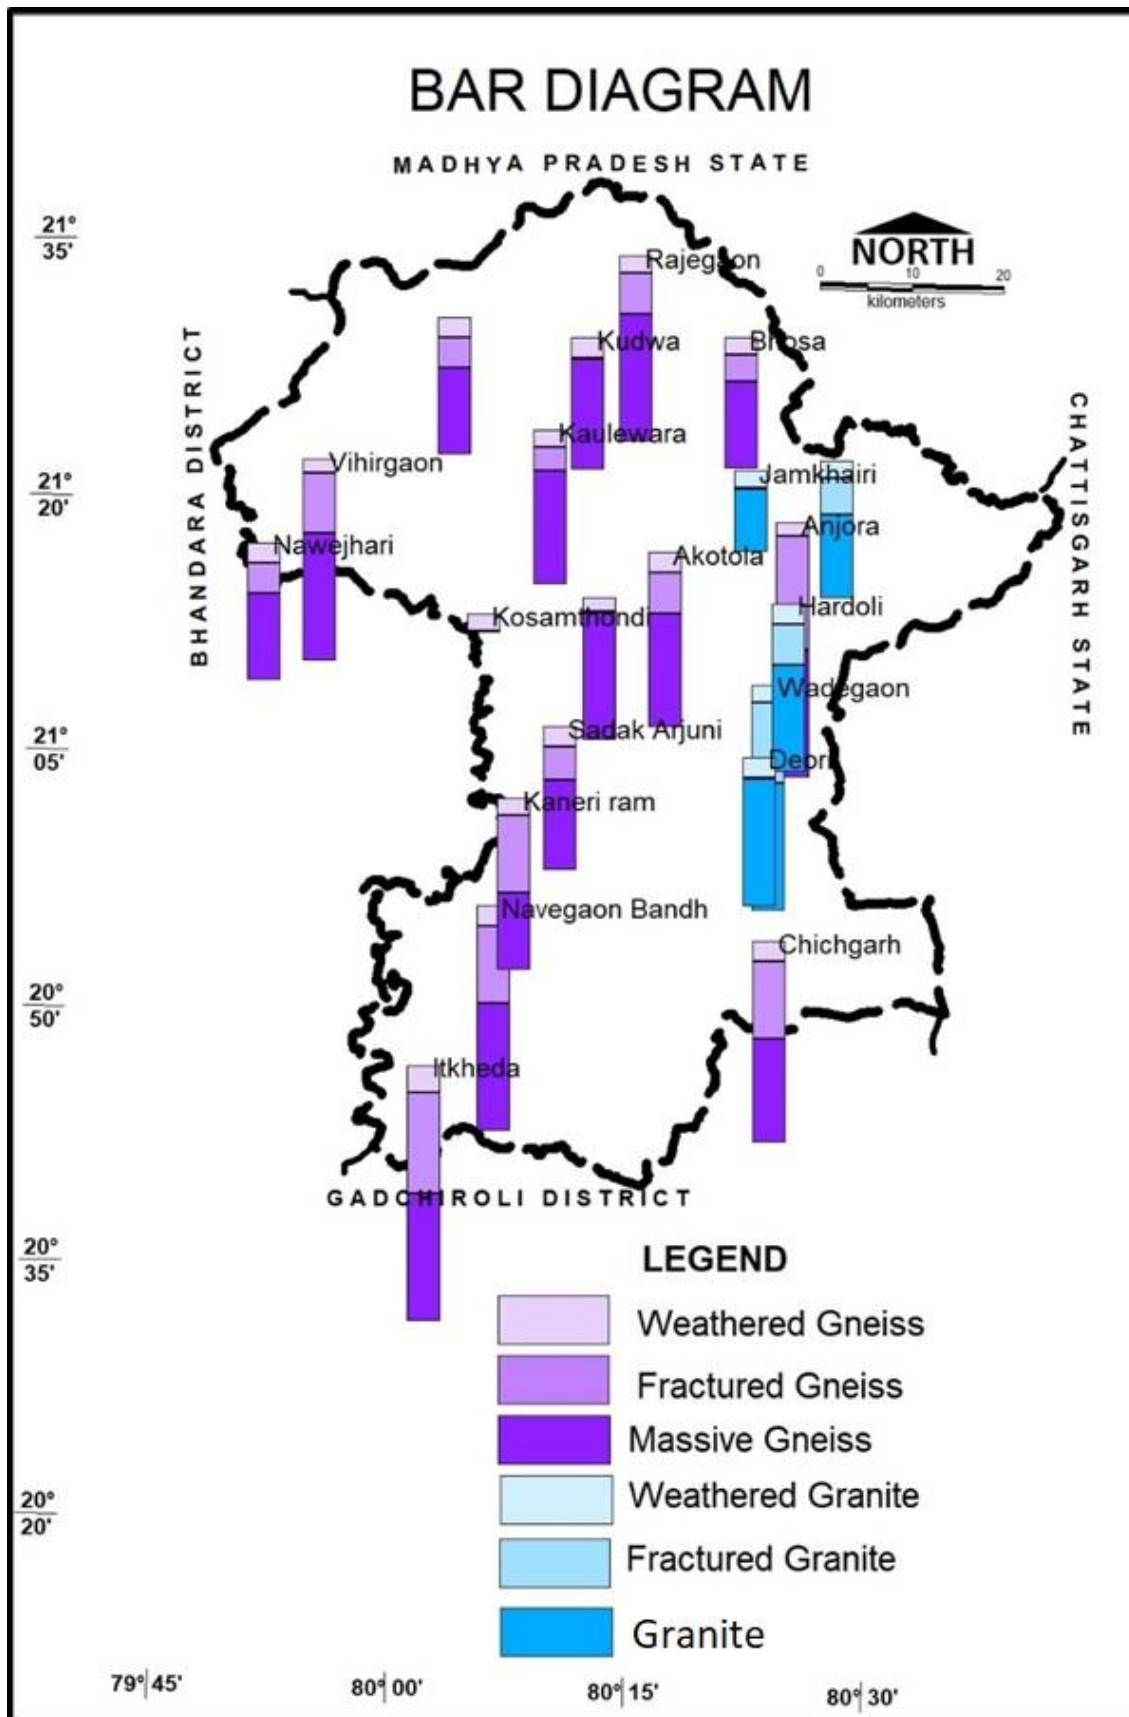 BAR DIAGRAM
MADHYA PRADESH STATE
21°
35'
NORTH
0 10 20
kilometers
Rajegaon
Kudwa
Bhosa
BHANDARA DISTRICT
CHATTISGARH STATE
Kaulewara
Vihirgaon
Jamkhairi
21°
20'
Anjora
Nawejhari
Akotola
Hardoli
Kosamthondi
Wadegaon
21°
05'
Sadak Arjuni
Deori
Kaneri ram
Navegaon Bandh
Chichgarh
20°
50'
Itkheda
GADCHIROLI DISTRICT
20°
35'
LEGEND
Weathered Gneiss
Fractured Gneiss
Massive Gneiss
Weathered Granite
20°
20'
Fractured Granite
Granite
79° 45' 80° 00' 80° 15' 80° 30'